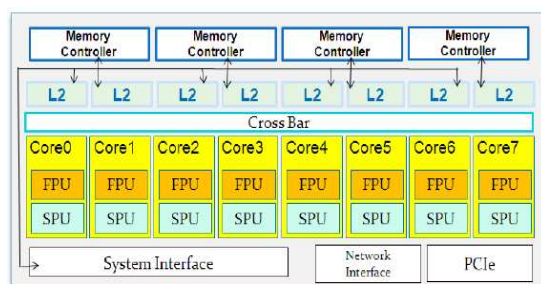 Memory Controller
Memory Controller
Memory Controller
Memory Controller
L2 L2 L2 L2 L2 L2 L2 L2
Cross Bar
Core0 Core1 Core2 Core3 Core4 Core5 Core6 Core7
FPU FPU FPU FPU FPU FPU FPU FPU
SPU SPU SPU SPU SPU SPU SPU SPU
System Interface
Network Interface
PCIe